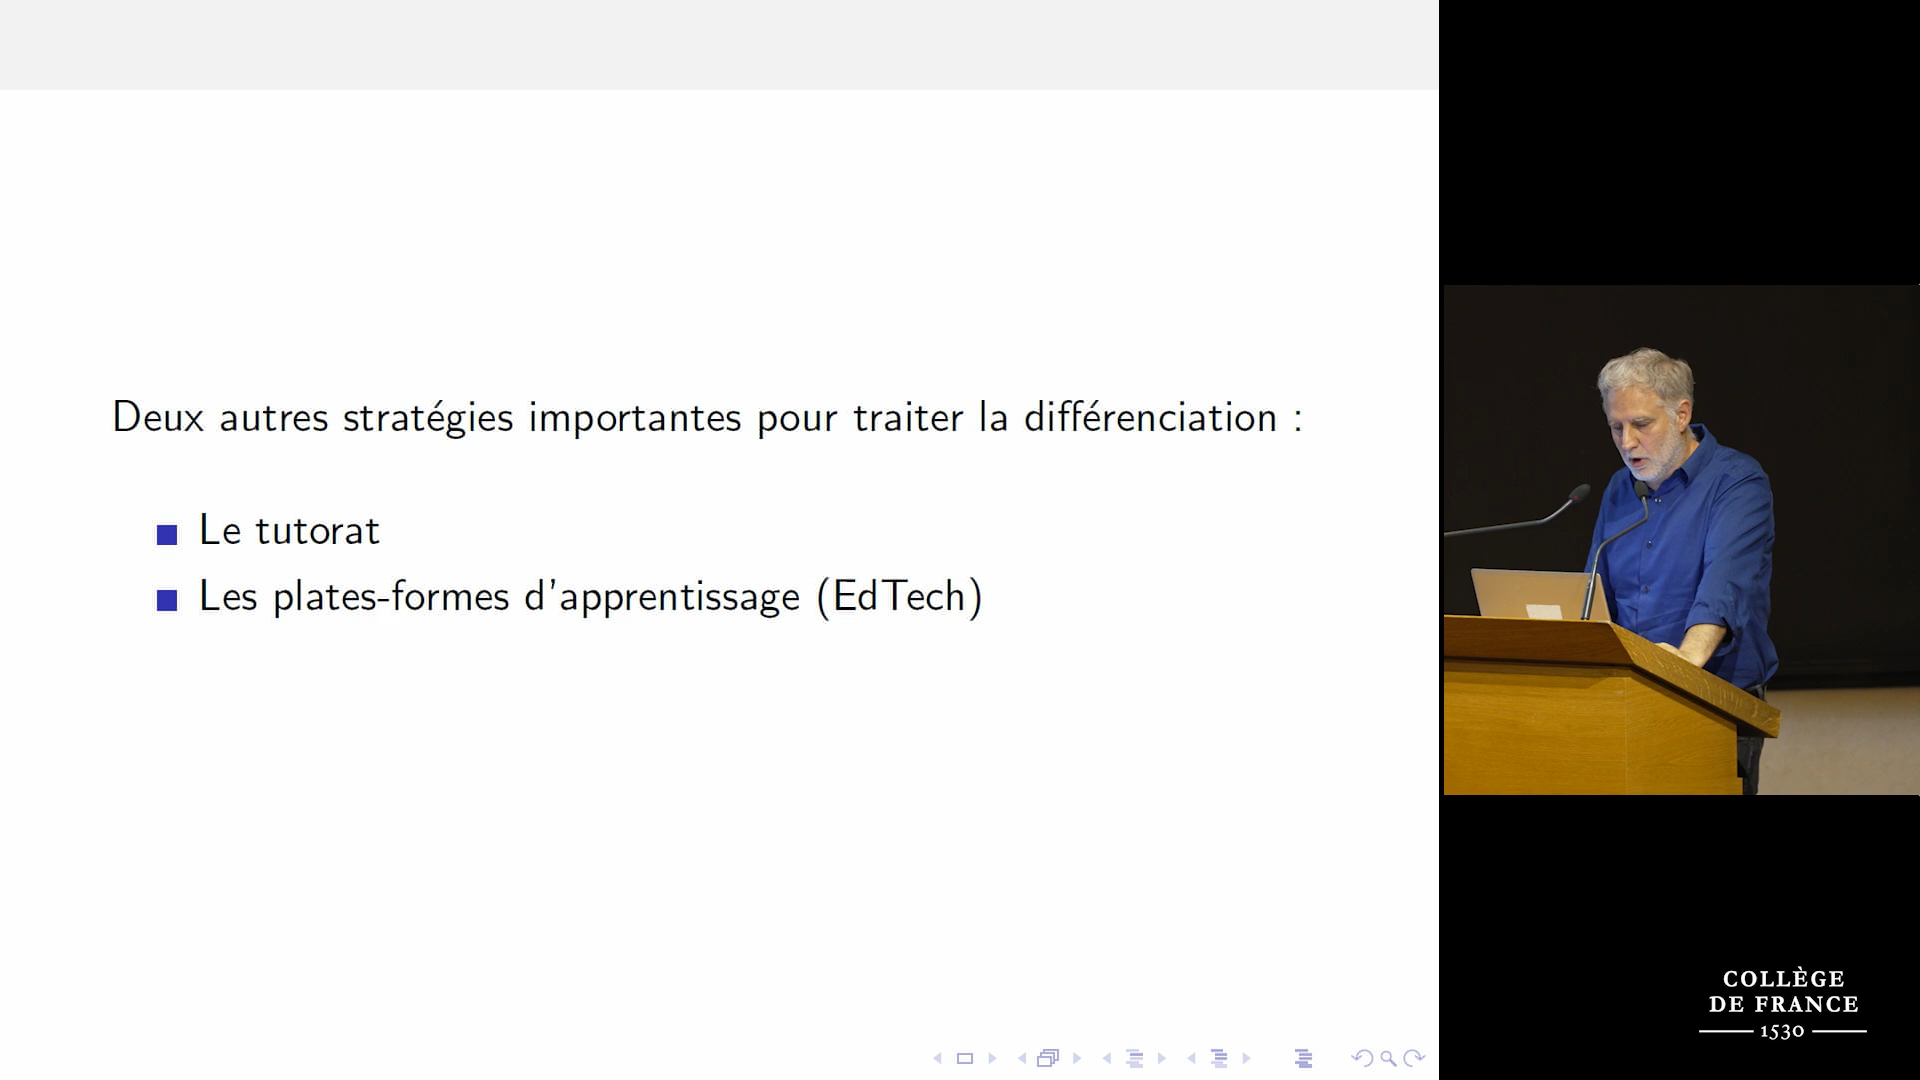 Deux autres stratégies importantes pour traiter la différenciation :
Le tutorat
Les plates-formes d'apprentissage (EdTech)
COLLÈGE
DE FRANCE
1530